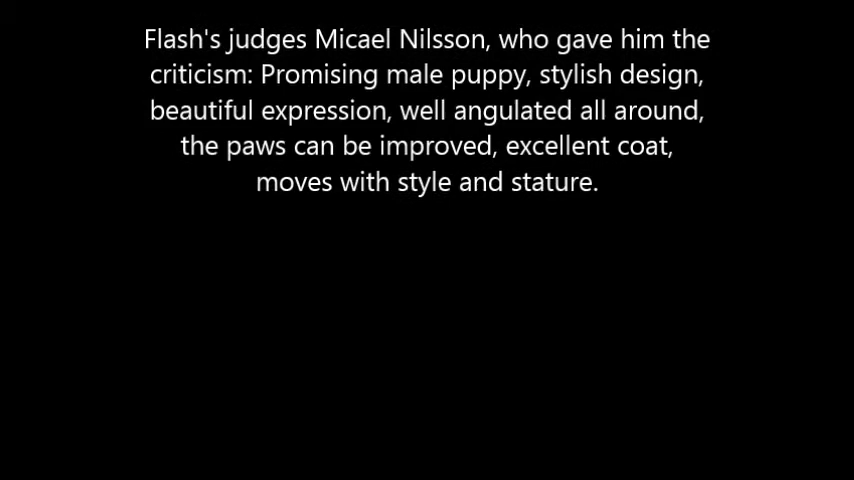 Flash's judges Micael Nilsson, who gave him the
criticism: Promising male puppy, stylish design,
beautiful expression, well angulated all around,
the paws can be improved, excellent coat,
moves with style and stature.